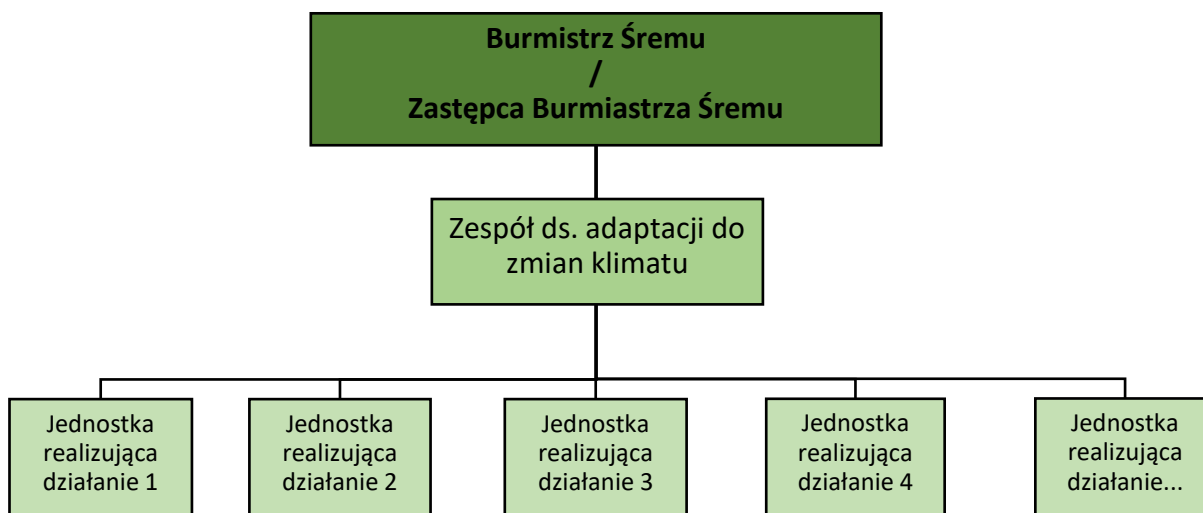 Burmistrz Śremu
/
Zastępca Burmiastrza Śremu
Zespół ds. adaptacji do
zmian klimatu
Jednostka
realizująca
działanie 1
Jednostka
realizująca
działanie 2
Jednostka
realizująca
działanie 3
Jednostka
realizująca
działanie 4
Jednostka
realizująca
działanie...